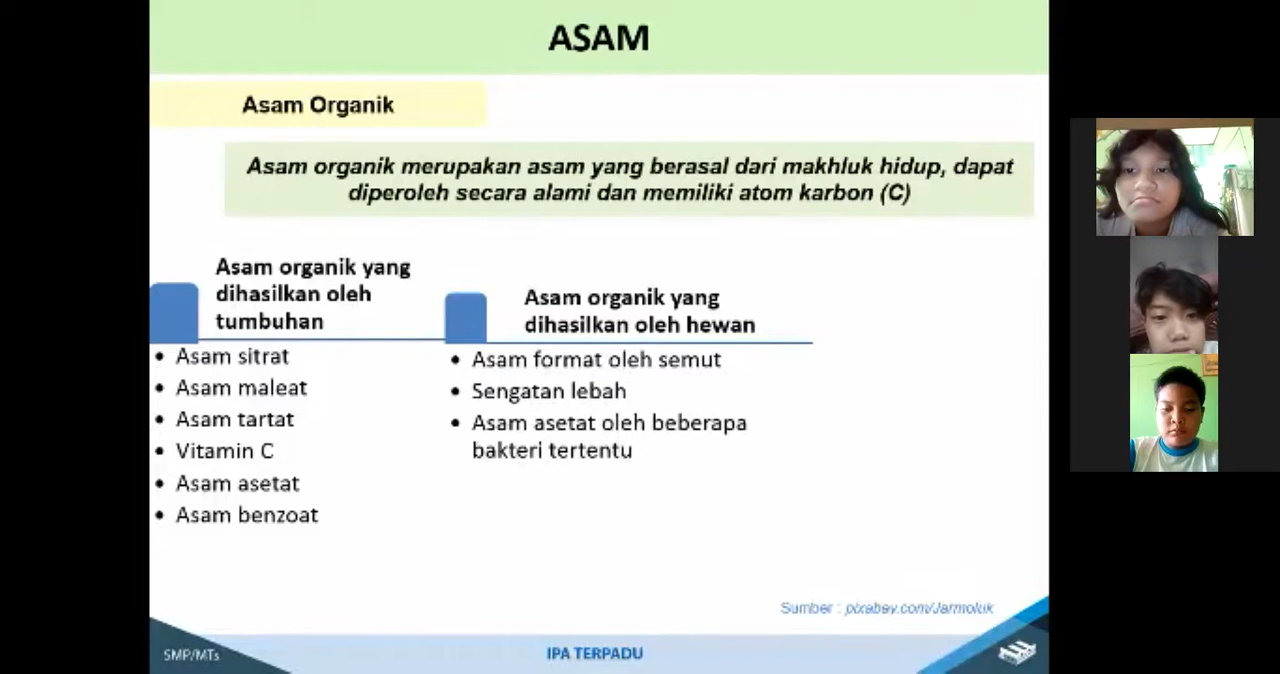 ASAM
Asam Organik
Asam organik merupakan asam yang berasal dari makhluk hidup, dapat
diperoleh secara alami dan memiliki atom karbon (C)
Asam organik yang
dihasilkan oleh
tumbuhan
• Asam sitrat
• Asam maleat
• Asam tartat
• Vitamin C
• Asam asetat
• Asam benzoat
Asam organik yang
dihasilkan oleh hewan
• Asam format oleh semut
• Sengatan lebah
• Asam asetat oleh beberapa
bakteri tertentu
Sumber : pixabay.com/Jarmoluk
SMP/MTs
IPA TERPADU